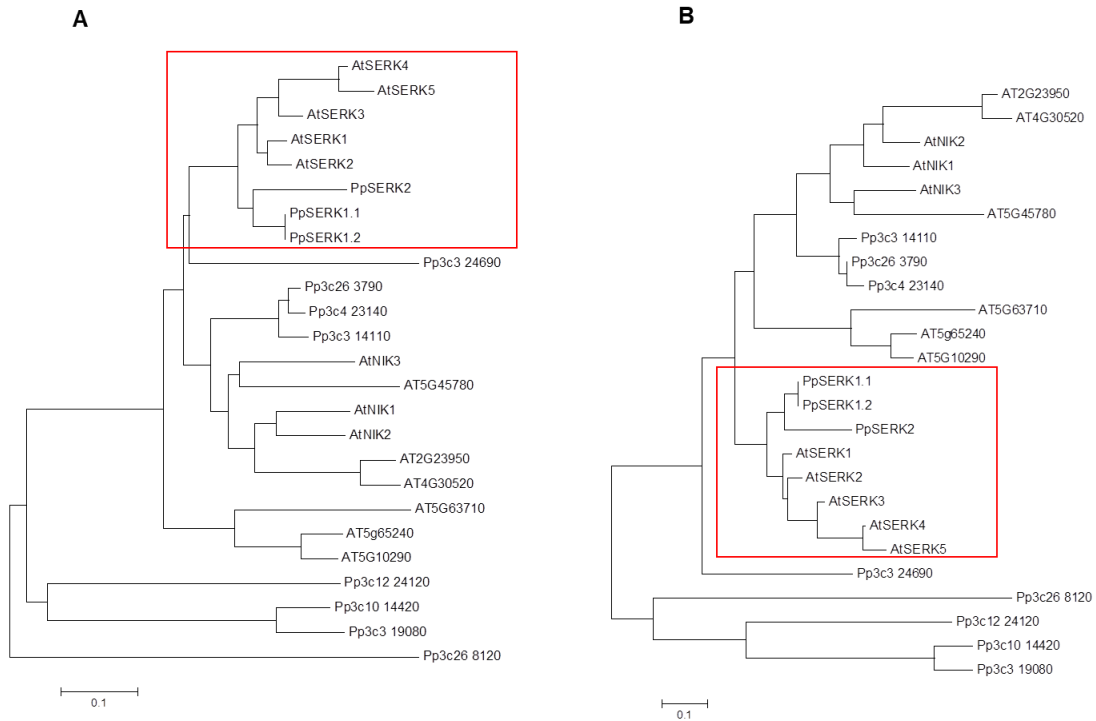 A
AtSERK4
AtSERK5
AtSERK3
AtSERK1
AtSERK2
PpSERK2
PpSERK1.1
PpSERK1.2
Pp3c3 24690
Pp3c26 3790
Pp3c4 23140
Pp3c3 14110
AtNIK3
AT5G45780
AtNIK1
AtNIK2
AT2G23950
AT4G30520
AT5G63710
AT5g65240
AT5G10290
Pp3c12 24120
Pp3c10 14420
Pp3c3 19080
Pp3c26 8120
0.1
B
AT2G23950
AT4G30520
AtNIK2
AtNIK1
AtNIK3
AT5G45780
Pp3c3 14110
Pp3c26 3790
Pp3c4 23140
AT5G63710
AT5g65240
AT5G10290
PpSERK1.1
PpSERK1.2
PpSERK2
AtSERK1
AtSERK2
AtSERK3
AtSERK4
AtSERK5
Pp3c3 24690
Pp3c26 8120
Pp3c12 24120
Pp3c10 14420
Pp3c3 19080
0.1